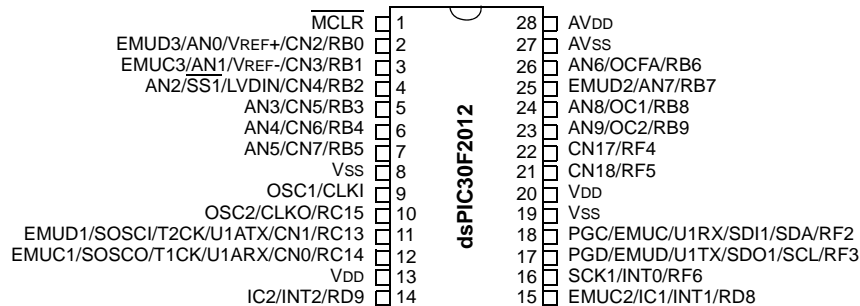 MCLR 1
EMUD3/AN0/VREF+/CN2/RB0 2
EMUC3/AN1/VREF-/CN3/RB1 3
AN2/SS1/LVDIN/CN4/RB2 4
AN3/CN5/RB3 5
AN4/CN6/RB4 6
AN5/CN7/RB5 7
VSS 8
OSC1/CLKI 9
OSC2/CLKO/RC15 10
EMUD1/SOSCI/T2CK/U1ATX/CN1/RC13 11
EMUC1/SOSCO/T1CK/U1ARX/CN0/RC14 12
VDD 13
IC2/INT2/RD9 14
dsPIC30F2012
28 AVDD
27 AVSS
26 AN6/OCFA/RB6
25 EMUD2/AN7/RB7
24 AN8/OC1/RB8
23 AN9/OC2/RB9
22 CN17/RF4
21 CN18/RF5
20 VDD
19 VSS
18 PGC/EMUC/U1RX/SDI1/SDA/RF2
17 PGD/EMUD/U1TX/SDO1/SCL/RF3
16 SCK1/INT0/RF6
15 EMUC2/IC1/INT1/RD8